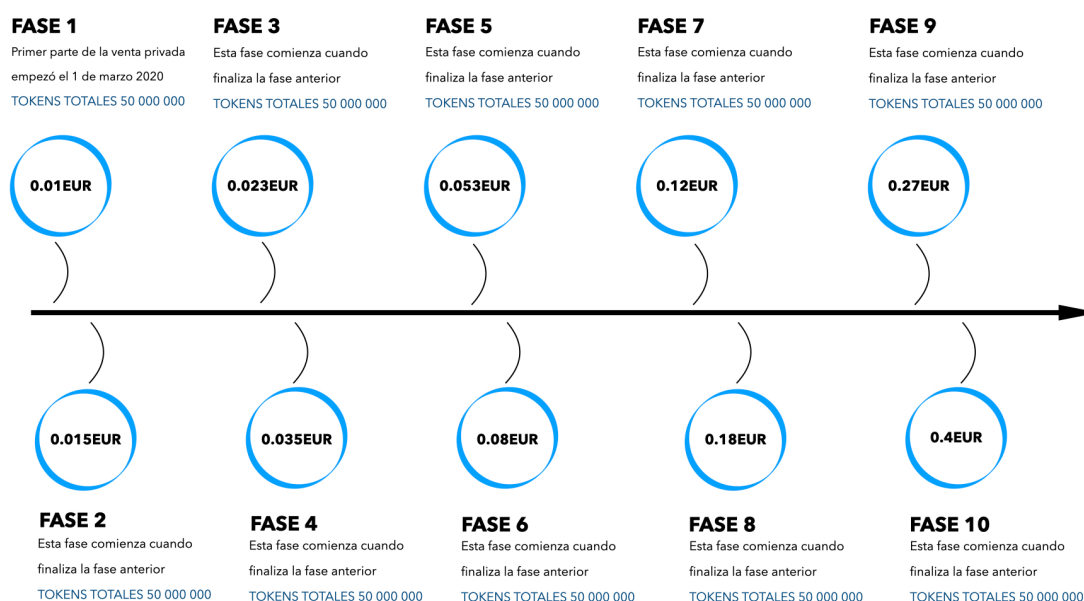 FASE 1
Primer parte de la venta privada
empezó el 1 de marzo 2020
TOKENS TOTALES 50 000 000
0.01EUR
FASE 3
Esta fase comienza cuando
finaliza la fase anterior
TOKENS TOTALES 50 000 000
0.023EUR
FASE 5
Esta fase comienza cuando
finaliza la fase anterior
TOKENS TOTALES 50 000 000
0.053EUR
FASE 7
Esta fase comienza cuando
finaliza la fase anterior
TOKENS TOTALES 50 000 000
0.12EUR
FASE 9
Esta fase comienza cuando
finaliza la fase anterior
TOKENS TOTALES 50 000 000
0.27EUR
0.015EUR
FASE 2
Esta fase comienza cuando
finaliza la fase anterior
TOKENS TOTALES 50 000 000
0.035EUR
FASE 4
Esta fase comienza cuando
finaliza la fase anterior
TOKENS TOTALES 50 000 000
0.08EUR
FASE 6
Esta fase comienza cuando
finaliza la fase anterior
TOKENS TOTALES 50 000 000
0.18EUR
FASE 8
Esta fase comienza cuando
finaliza la fase anterior
TOKENS TOTALES 50 000 000
0.4EUR
FASE 10
Esta fase comienza cuando
finaliza la fase anterior
TOKENS TOTALES 50 000 000